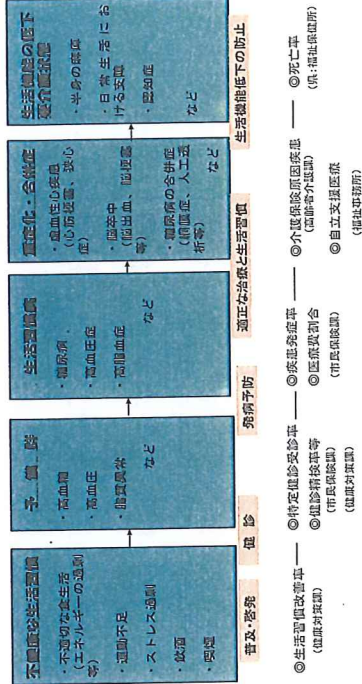 不健康な生活習慣
・不適切な食生活
(エネルギーの過剰
等)
・運動不足
・ストレス過剰
・飲酒
・喫煙
予備群
・高血糖
・高血圧
・脂質異常
など
生活習慣病
・糖尿病
・高血圧症
・高脂血症
など
重症化・合併症
・虚血性心疾患
(心筋梗塞、狭心
症)
・脳卒中
(脳出血、脳梗塞
等)
・糖尿病の合併症
(網膜症、人工透
析等)
など
生活機能の低下
要介護状態
・半身の麻痺
・日常生活にお
ける支障
・認知症
など
普及・啓発
健診
発病予防
適正な治療と生活習慣
生活機能低下の防止
◎生活習慣改善率
(健康対策課)
◎特定健診受診率
(市民保険課)
◎健診精検率等
(健康対策課)
◎疾患発症率
◎医療費割合
(市民保険課)
◎介護保険原因疾患
(高齢者介護課)
◎自立支援医療
(福祉事務所)
◎死亡率
(県:福祉保健所)